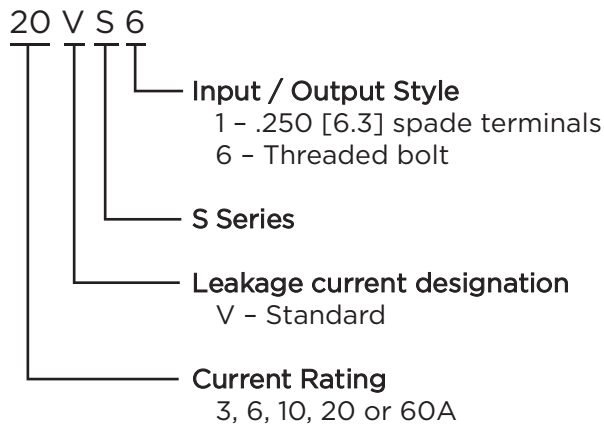 20 V S 6
Input / Output Style
1 – .250 [6.3] spade terminals
6 – Threaded bolt
S Series
Leakage current designation
V – Standard
Current Rating
3, 6, 10, 20 or 60A